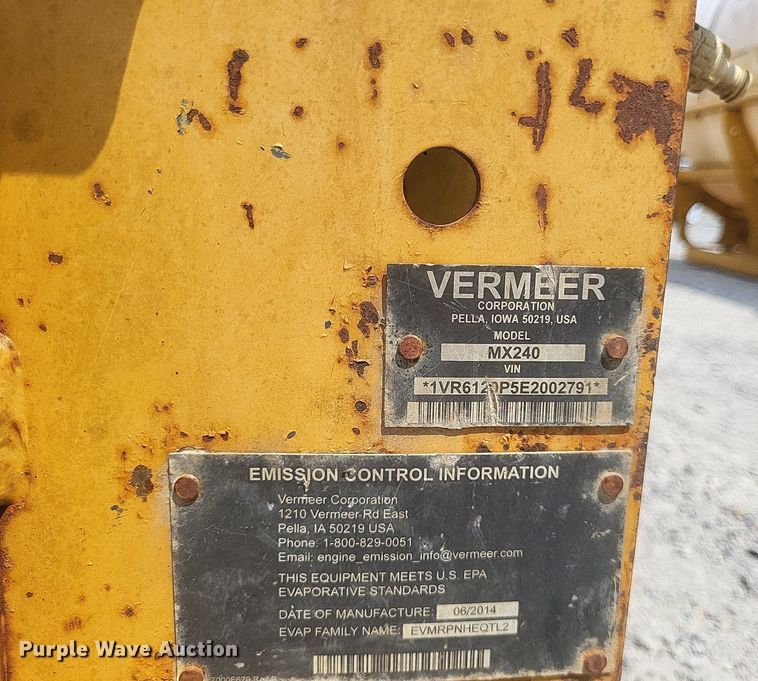 VERMEER
CORPORATION
PELLA, IOWA 50219, USA
MODEL
MX240
VIN
EMISSION CONTROL INFORMATION
Vermeer Corporation
1210 Vermeer Rd East
Pella, IA 50219 USA
Phone: 1-800-829-0051
Email: engine_emission_info@vermeer.com
THIS EQUIPMENT MEETS U.S. EPA
EVAPORATIVE STANDARDS
DATE OF MANUFACTURE: 06/2014
EVAP FAMILY NAME: EVMRPNHEQTL2
Purple Wave Auction